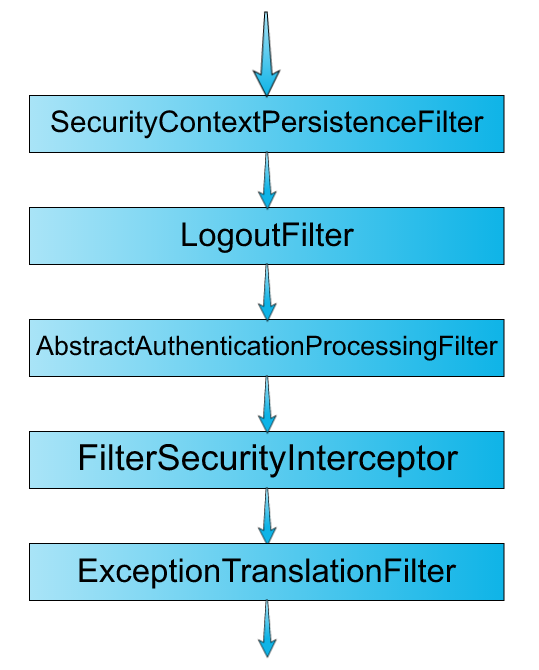 SecurityContextPersistenceFilter
LogoutFilter
AbstractAuthenticationProcessingFilter
FilterSecurityInterceptor
ExceptionTranslationFilter